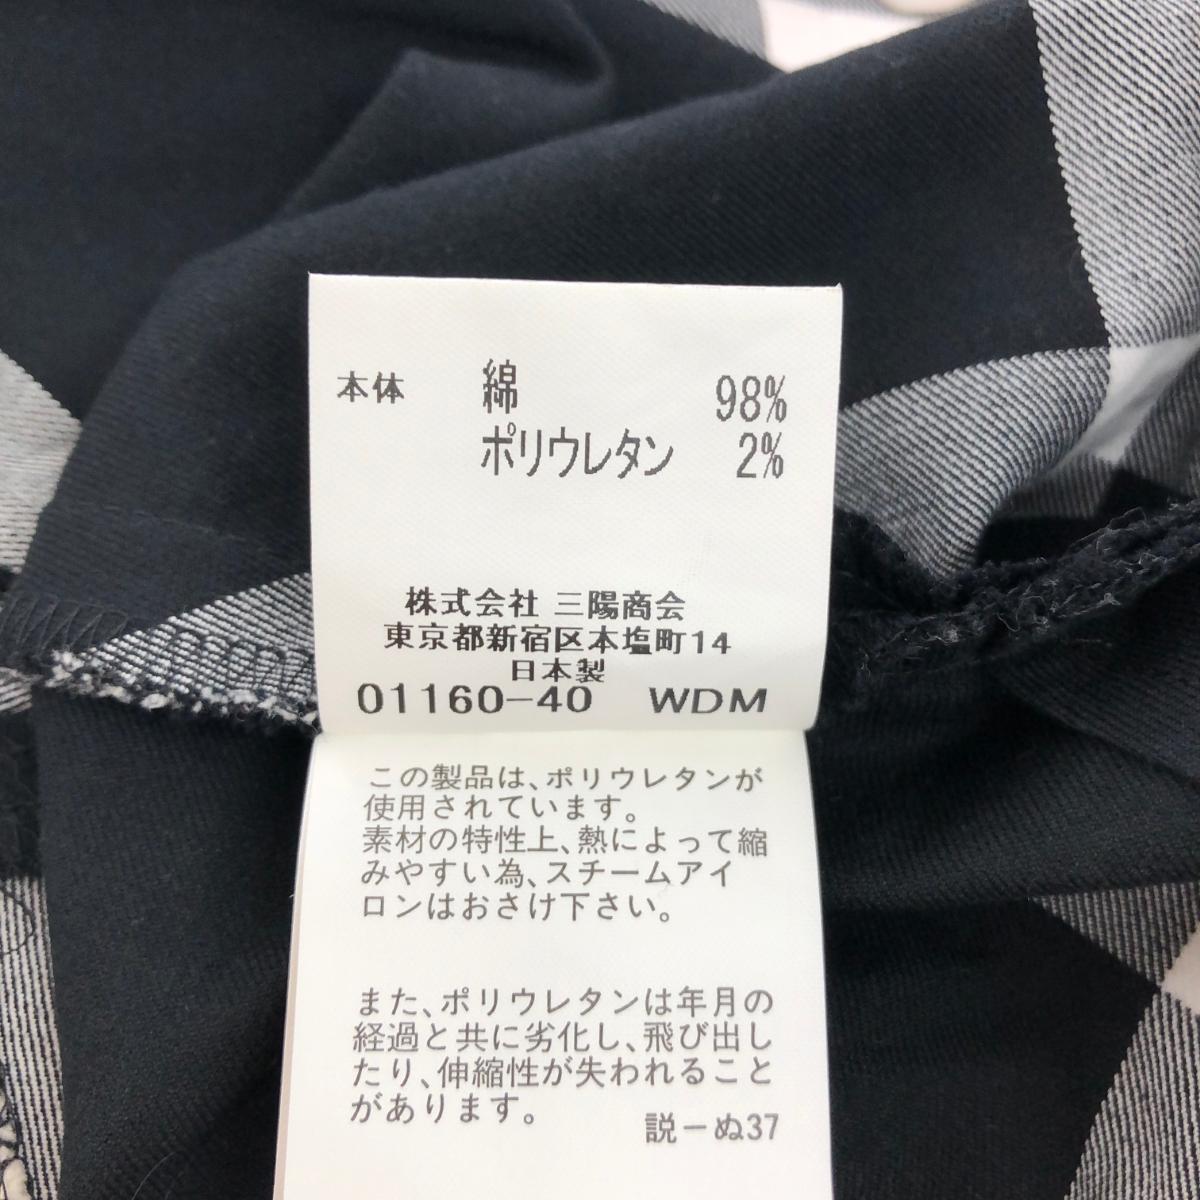 本体 綿 98%
ポリウレタン 2%
株式会社 三陽商会
東京都新宿区本塩町14
日本製
01160-40 WDM
この製品は、ポリウレタンが
使用されています。
素材の特性上、熱によって縮
みやすい為、スチームアイ
ロンはおさけ下さい。
また、ポリウレタンは年月の
経過と共に劣化し、飛び出し
たり、伸縮性が失われること
があります。
説－ぬ37